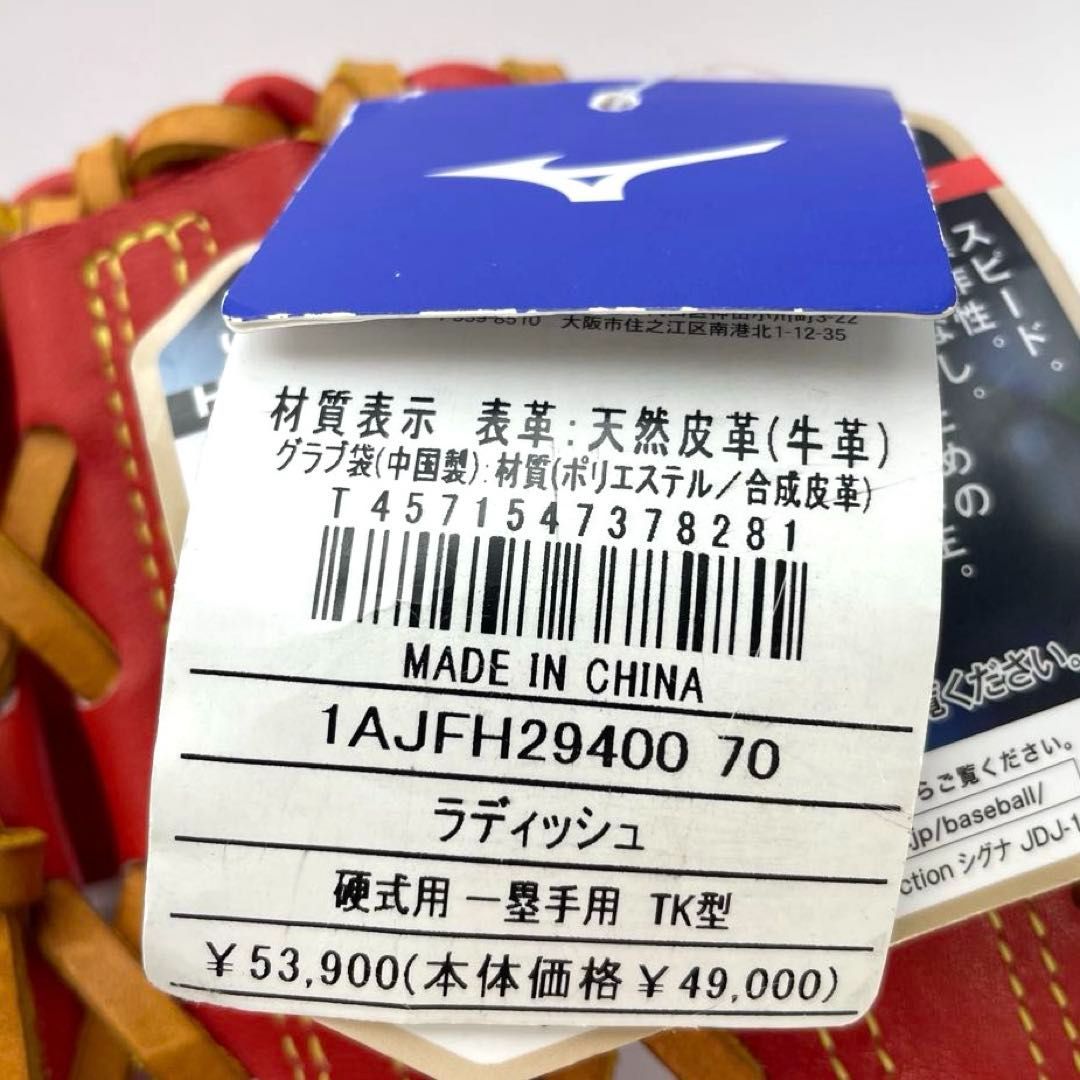 大阪市住之江区南港北1-12-35
材質表示 表革:天然皮革(牛革)
グラブ袋(中国製):材質(ポリエステル/合成皮革)
T 4571547378281
MADE IN CHINA
1AJFH29400 70
ラディッシュ
硬式用 一塁手用 TK型
¥53,900(本体価格¥49,000)
スピード。
性。
ください。
らご覧ください。
jp/baseball/
ction シグナ JDJ-1